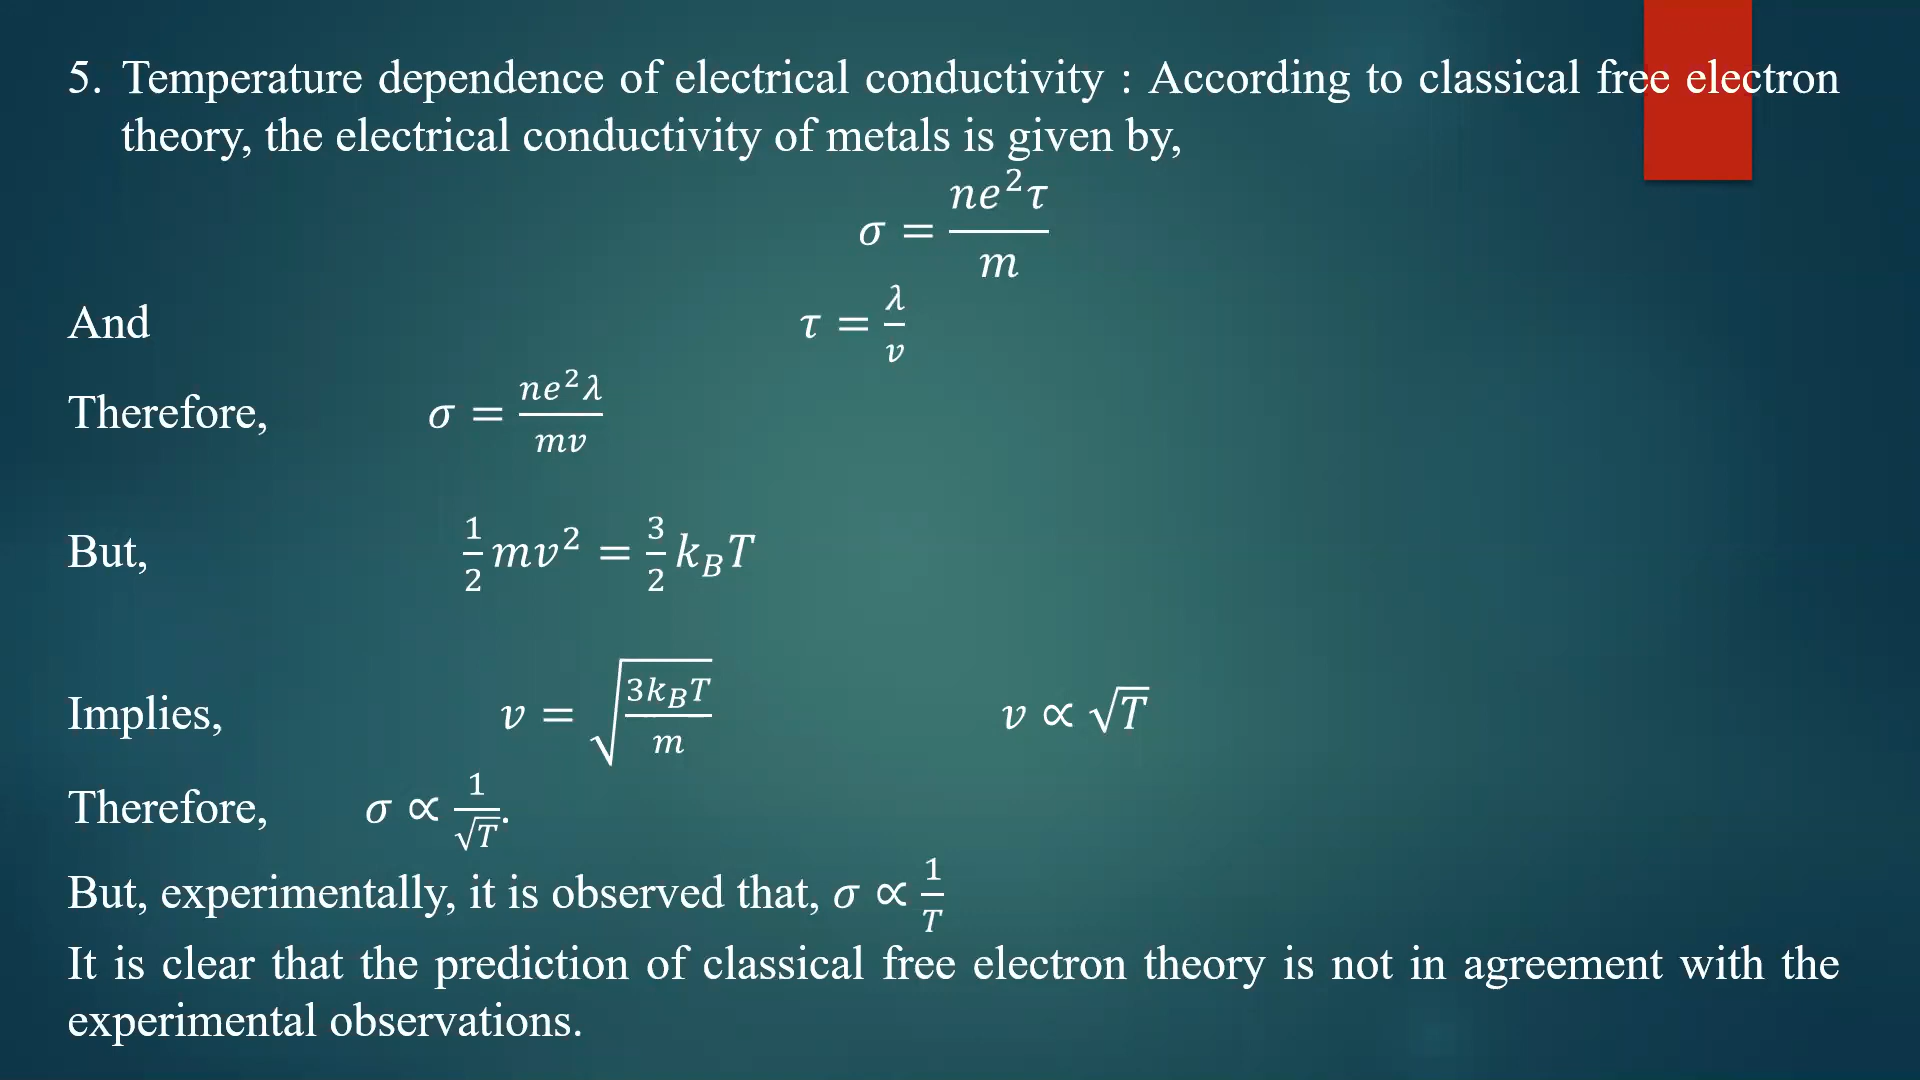 5. Temperature dependence of electrical conductivity : According to classical free electron
theory, the electrical conductivity of metals is given by,
σ = ne²τ / m
And τ = λ / v
Therefore, σ = ne²λ / mv
But, 1/2 mv² = 3/2 k_B T
Implies, v = √(3k_B T / m) v ∝ √T
Therefore, σ ∝ 1/√T.
But, experimentally, it is observed that, σ ∝ 1/T
It is clear that the prediction of classical free electron theory is not in agreement with the
experimental observations.